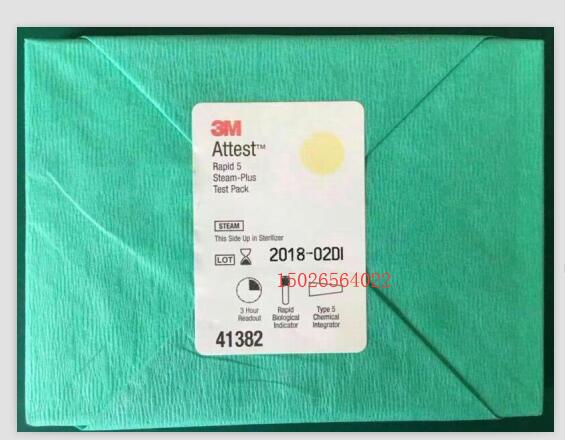 3M
Attest™
Rapid 5
Steam-Plus
Test Pack
STEAM
This Side Up in Sterilizer
LOT
2018-02DI
15026564022
3 Hour
Readout
Rapid
Biological
Indicator
Type 5
Chemical
Integrator
41382